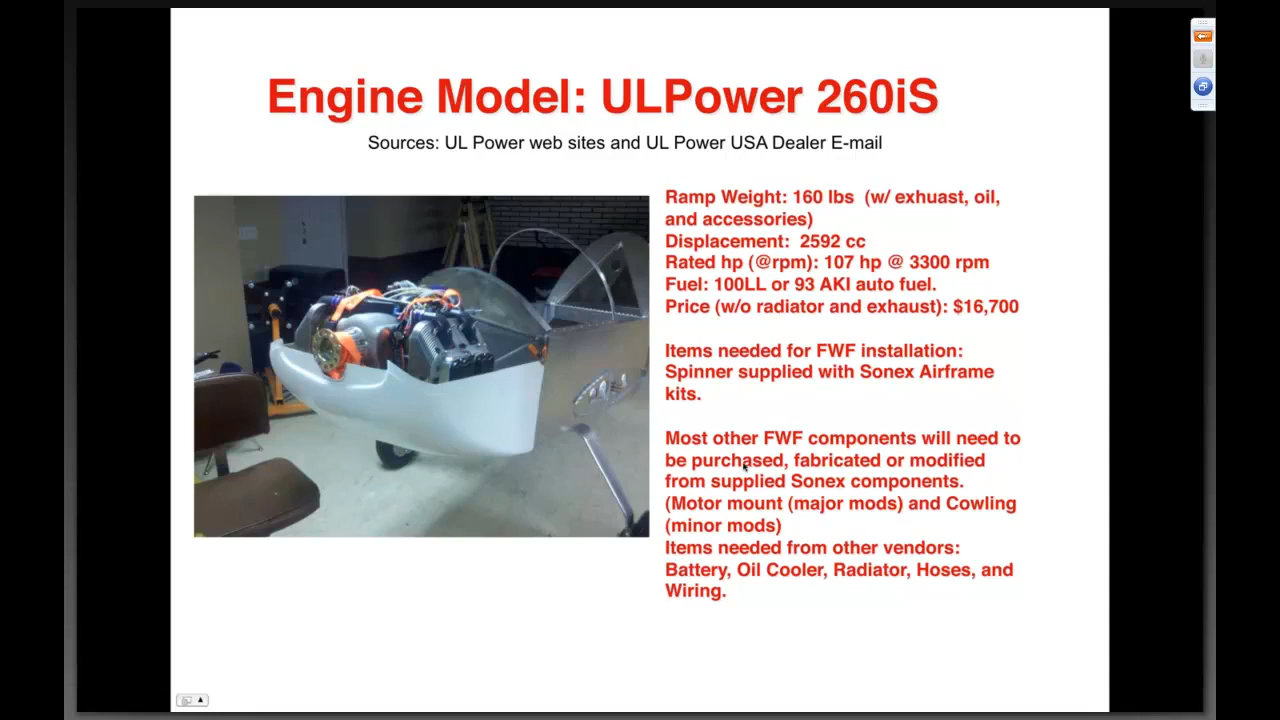 Engine Model: ULPower 260iS
Sources: UL Power web sites and UL Power USA Dealer E-mail
Ramp Weight: 160 lbs (w/ exhuast, oil,
and accessories)
Displacement: 2592 cc
Rated hp (@rpm): 107 hp @ 3300 rpm
Fuel: 100LL or 93 AKI auto fuel.
Price (w/o radiator and exhaust): $16,700
Items needed for FWF installation:
Spinner supplied with Sonex Airframe
kits.
Most other FWF components will need to
be purchased, fabricated or modified
from supplied Sonex components.
(Motor mount (major mods) and Cowling
(minor mods)
Items needed from other vendors:
Battery, Oil Cooler, Radiator, Hoses, and
Wiring.